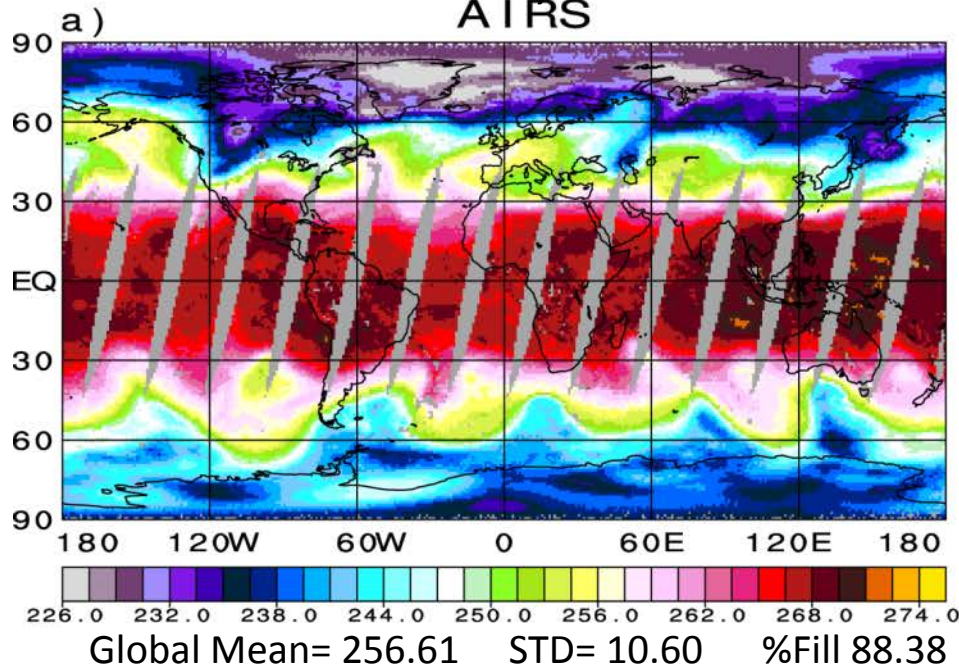 AIRS
a)
90
60
30
EQ
30
60
90
180 120W 60W 0 60E 120E 180
226.0 232.0 238.0 244.0 250.0 256.0 262.0 268.0 274.0
Global Mean= 256.61 STD= 10.60 %Fill 88.38